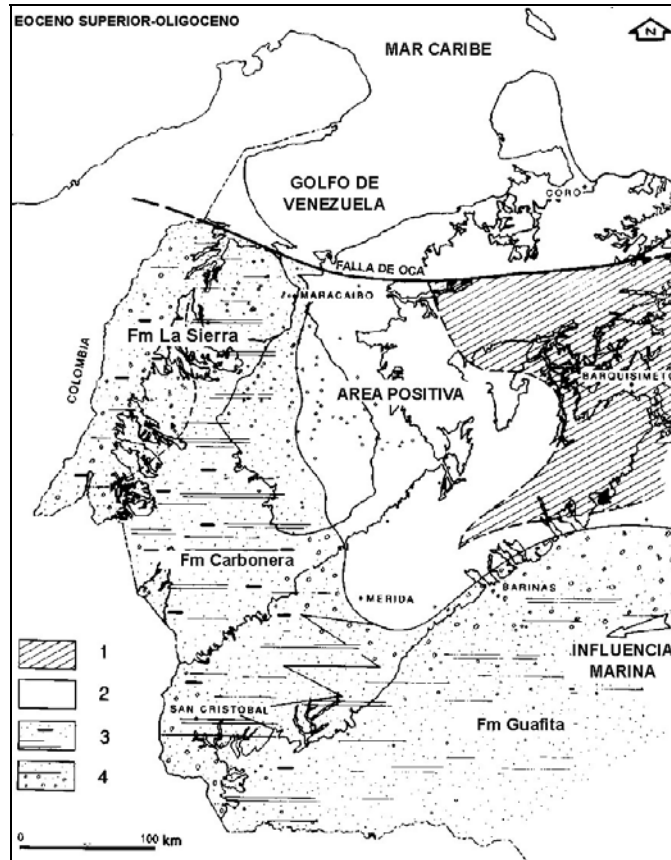 EOCENO SUPERIOR-OLIGOCENO
N
MAR CARIBE
GOLFO DE
VENEZUELA
CORO
FALLA DE OCA
MARACAIBO
Fm La Sierra
COLOMBIA
BARQUISIMETO
AREA POSITIVA
Fm Carbonera
MERIDA
BARINAS
1
INFLUENCIA
MARINA
2
SAN CRISTOBAL
Fm Guafita
3
4
0 100 km